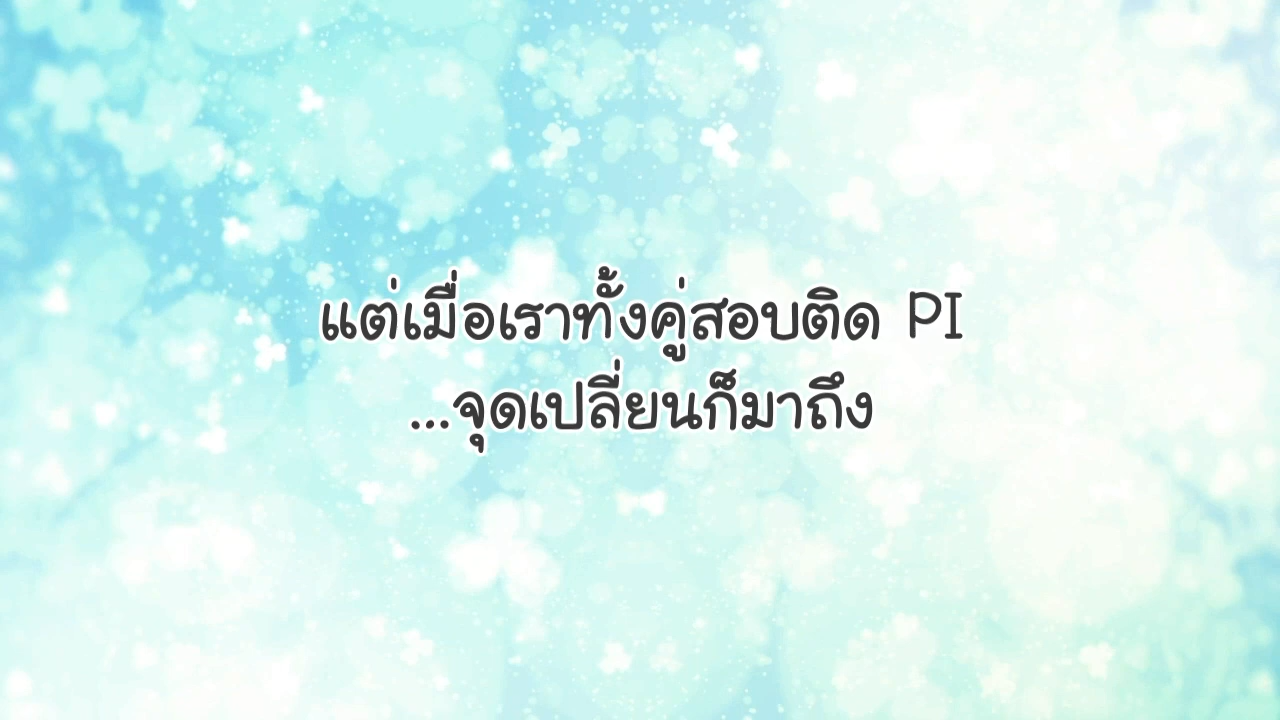 แต่เมื่อเราทั้งคู่สอบติด PI
...จุดเปลี่ยนก็มาถึง